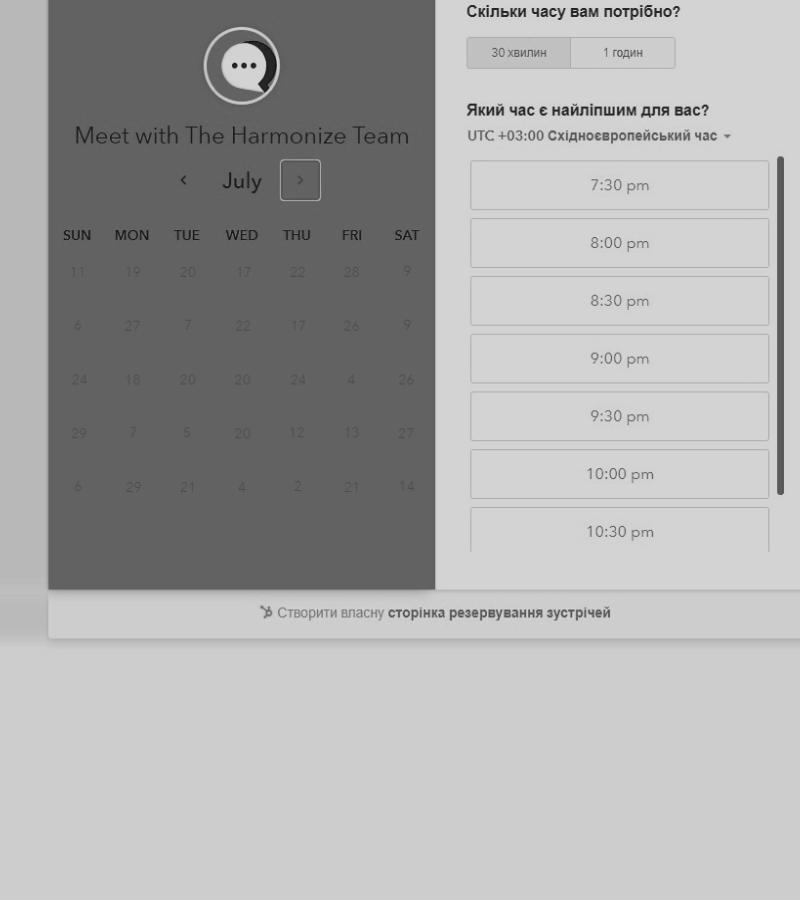 Meet with The Harmonize Team
July
SUN MON TUE WED THU FRI SAT
11 19 20 17 22 28 9
6 27 7 22 17 26 9
24 18 20 20 24 4 26
29 7 5 20 12 13 27
6 29 21 4 2 21 14
Скільки часу вам потрібно?
30 хвилин 1 годин
Який час є найліпшим для вас?
UTC +03:00 Східноєвропейський час
7:30 pm
8:00 pm
8:30 pm
9:00 pm
9:30 pm
10:00 pm
10:30 pm
Створити власну сторінка резервування зустрічей